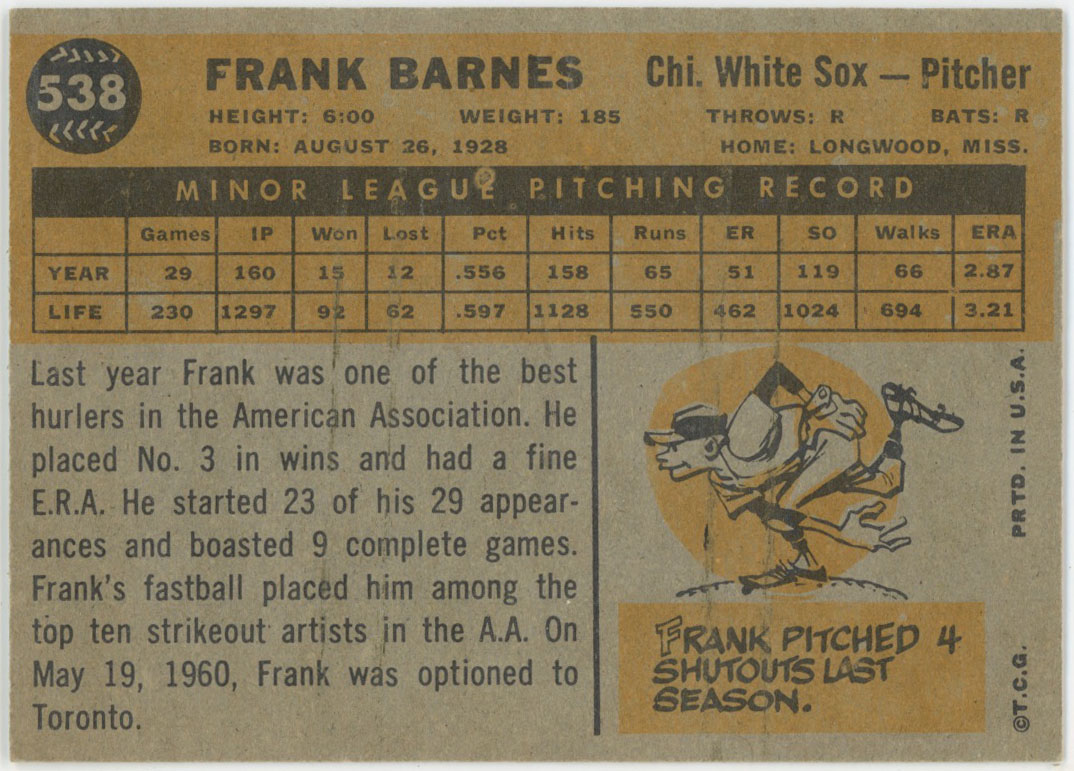 538
FRANK BARNES Chi. White Sox — Pitcher
HEIGHT: 6:00 WEIGHT: 185 THROWS: R BATS: R
BORN: AUGUST 26, 1928 HOME: LONGWOOD, MISS.
MINOR LEAGUE PITCHING RECORD
Games IP Won Lost Pct Hits Runs ER SO Walks ERA
YEAR 29 160 15 12 .556 158 65 51 119 66 2.87
LIFE 230 1297 92 62 .597 1128 550 462 1024 694 3.21
Last year Frank was one of the best
hurlers in the American Association. He
placed No. 3 in wins and had a fine
E.R.A. He started 23 of his 29 appear-
ances and boasted 9 complete games.
Frank's fastball placed him among the
top ten strikeout artists in the A.A. On
May 19, 1960, Frank was optioned to
Toronto.
FRANK PITCHED 4
SHUTOUTS LAST
SEASON.
©T.C.G. PRTD. IN U.S.A.